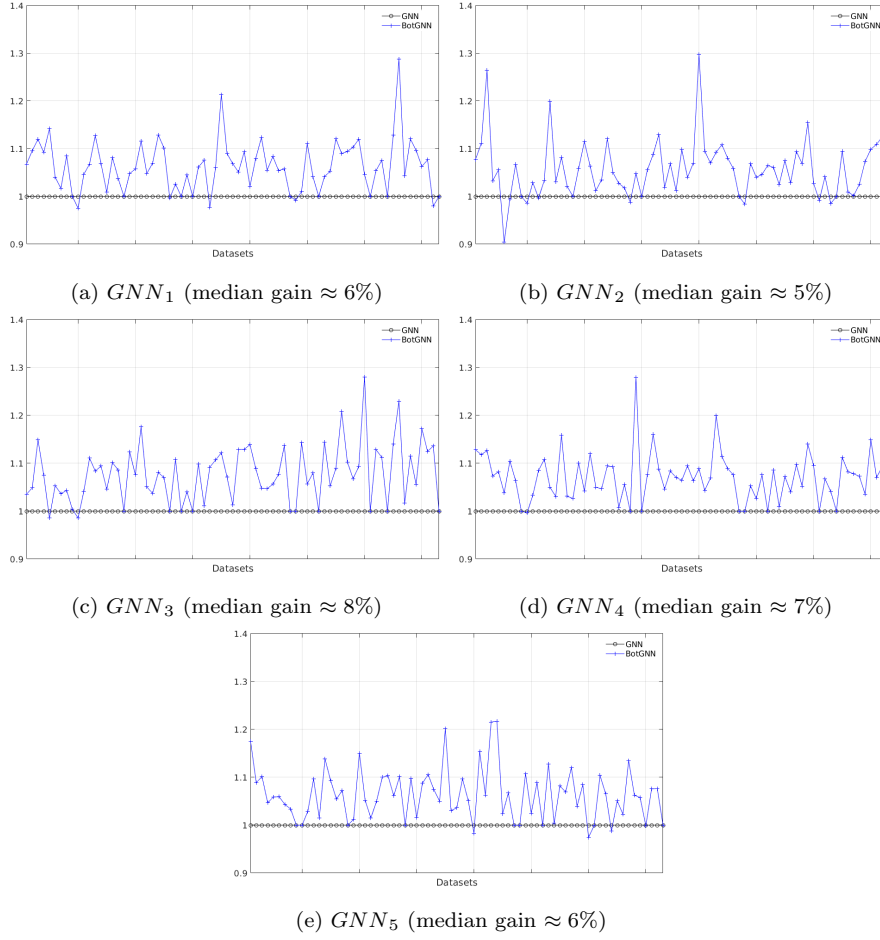 1.4
GNN
BotGNN
1.3
1.2
1.1
1
0.9
Datasets
(a) GNN₁ (median gain ≈ 6%)
1.4
GNN
BotGNN
1.3
1.2
1.1
1
0.9
Datasets
(b) GNN₂ (median gain ≈ 5%)
1.4
GNN
BotGNN
1.3
1.2
1.1
1
0.9
Datasets
(c) GNN₃ (median gain ≈ 8%)
1.4
GNN
BotGNN
1.3
1.2
1.1
1
0.9
Datasets
(d) GNN₄ (median gain ≈ 7%)
1.4
GNN
BotGNN
1.3
1.2
1.1
1
0.9
Datasets
(e) GNN₅ (median gain ≈ 6%)